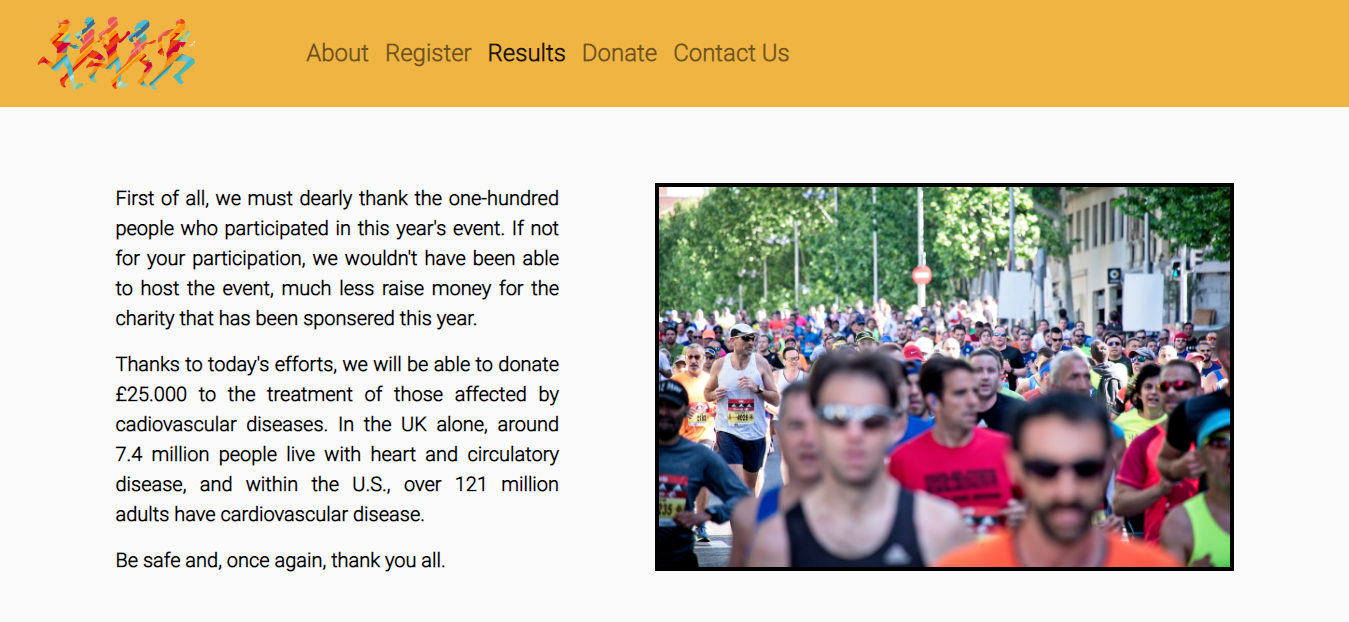 About Register Results Donate Contact Us
First of all, we must dearly thank the one-hundred
people who participated in this year's event. If not
for your participation, we wouldn't have been able
to host the event, much less raise money for the
charity that has been sponsered this year.
Thanks to today's efforts, we will be able to donate
£25.000 to the treatment of those affected by
cadiovascular diseases. In the UK alone, around
7.4 million people live with heart and circulatory
disease, and within the U.S., over 121 million
adults have cardiovascular disease.
Be safe and, once again, thank you all.